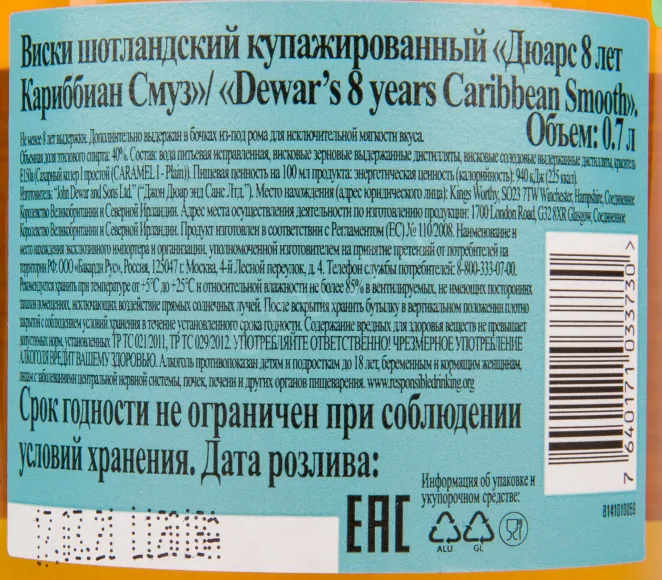 Виски шотландский купажированный «Дюарс 8 лет
Кариббиан Смуз»/ «Dewar's 8 years Caribbean Smooth».
Объем: 0.7 л
Не менее 8 лет выдержки. Дополнительно выдержан в бочках из-под рома для исключительной мягкости вкуса.
Объемная доля этилового спирта: 40%. Состав: вода питьевая исправленная, висковые зерновые выдержанные дистилляты, висковые солодовые выдержанные дистилляты, краситель
E150a (Сахарный колер I простой (CARAMEL I - Plain)). Пищевая ценность на 100 мл продукта: энергетическая ценность (калорийность): 940 кДж (225 ккал).
Изготовитель: "John Dewar and Sons Ltd." ("Джон Дюар энд Санс Лтд."). Место нахождения (адрес юридического лица): Kings Worthy, SO23 7TW Winchester, Hampshire, Соединенное
Королевство Великобритании и Северной Ирландии. Адрес места осуществления деятельности по изготовлению продукции: 1700 London Road, G32 8XR Glasgow, Соединенное
Королевство Великобритании и Северной Ирландии. Продукт изготовлен в соответствии с Регламентом (ЕС) № 110/2008. Наименование и
место нахождения эксклюзивного импортера и организации, уполномоченной изготовителем на принятие претензий от потребителей на
территории РФ: ООО «Бакарди Рус», Россия, 125047 г. Москва, 4-й Лесной переулок, д. 4. Телефон службы потребителей: 8-800-333-07-00.
Рекомендуется хранить при температуре от +5°C до +25°C и относительной влажности не более 85% в вентилируемых, не имеющих посторонних
запахов помещениях, исключающих воздействие прямых солнечных лучей. После вскрытия хранить бутылку в вертикальном положении плотно
закрытой с соблюдением условий хранения в течение установленного срока годности. Содержание вредных для здоровья веществ не превышает
допустимых норм, установленных ТР ТС 021/2011, ТР ТС 029/2012. УПОТРЕБЛЯЙТЕ ОТВЕТСТВЕННО! ЧРЕЗМЕРНОЕ УПОТРЕБЛЕНИЕ
АЛКОГОЛЯ ВРЕДИТ ВАШЕМУ ЗДОРОВЬЮ. Алкоголь противопоказан детям и подросткам до 18 лет, беременным и кормящим женщинам,
лицам с заболеваниями центральной нервной системы, почек, печени и других органов пищеварения. www.responsibledrinking.org
Срок годности не ограничен при соблюдении
условий хранения. Дата розлива:
Информация об упаковке и
укупорочном средстве:
EAC
ALU GL
7 640171 033730 >
8141010059